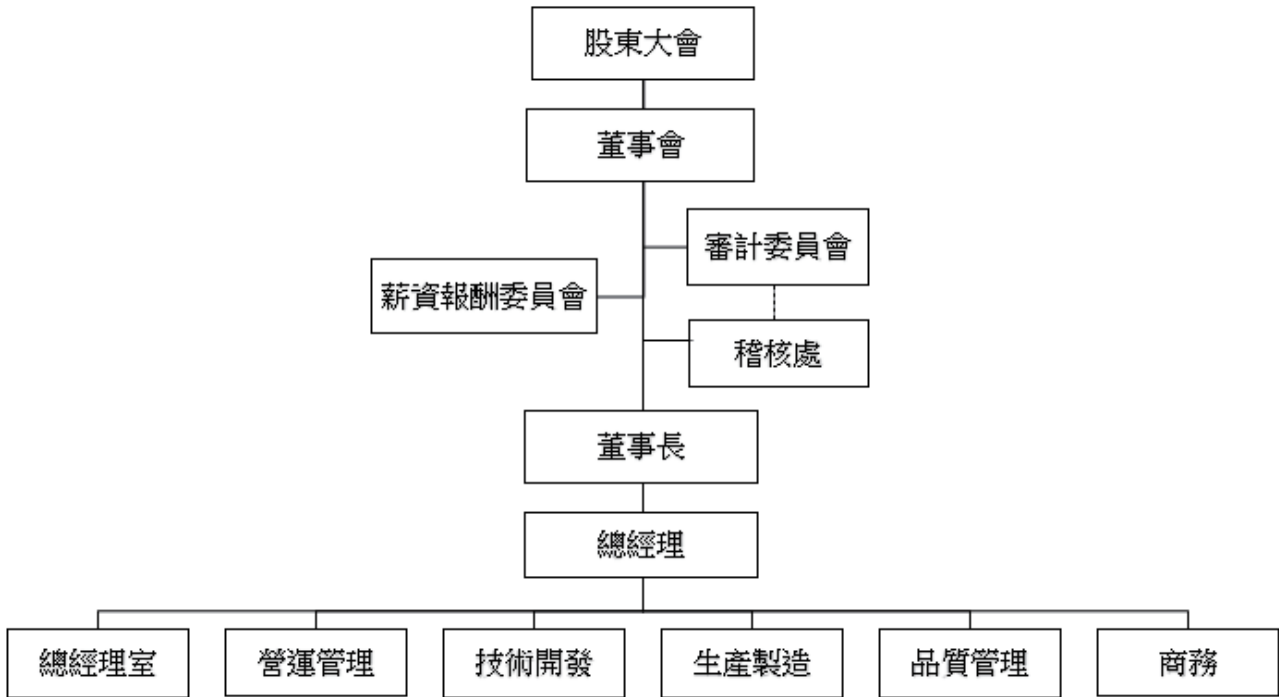 股東大會
董事會
審計委員會
薪資報酬委員會
稽核處
董事長
總經理
總經理室
營運管理
技術開發
生產製造
品質管理
商務